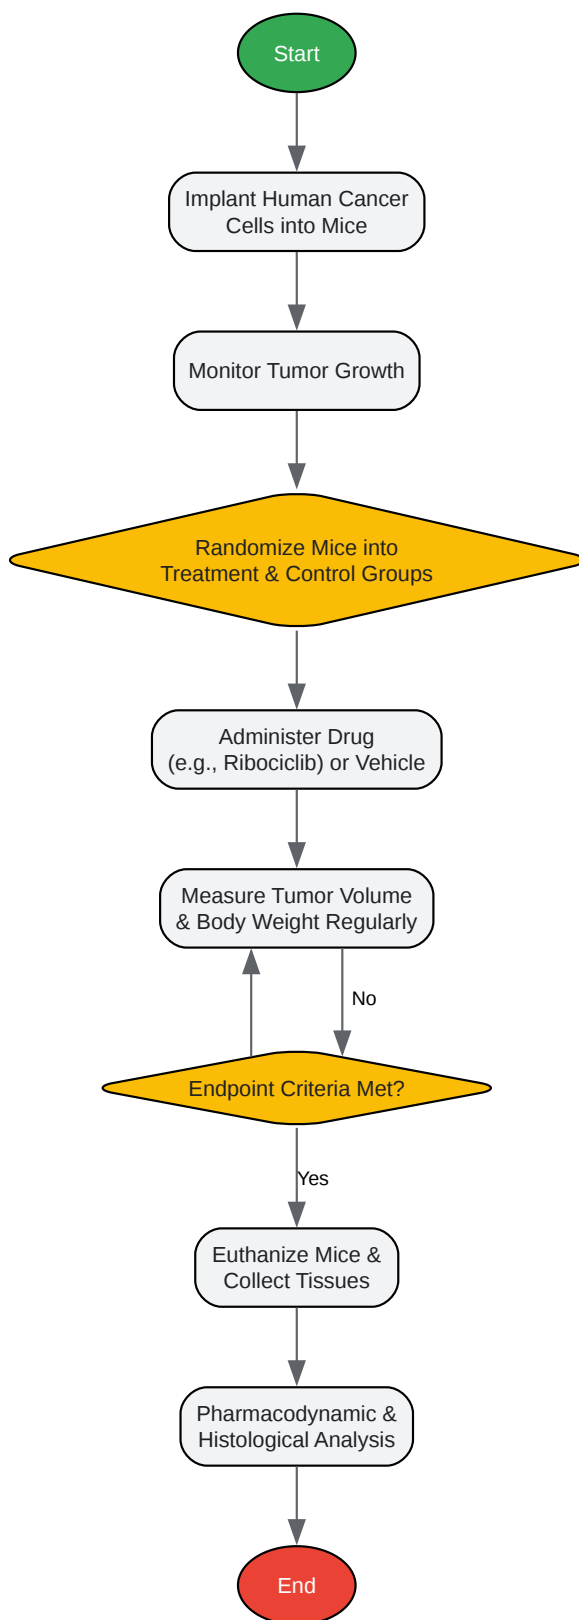 Start
Implant Human Cancer
Cells into Mice
Monitor Tumor Growth
Randomize Mice into
Treatment & Control Groups
Administer Drug
(e.g., Ribociclib) or Vehicle
Measure Tumor Volume
& Body Weight Regularly
No
Endpoint Criteria Met?
Yes
Euthanize Mice &
Collect Tissues
Pharmacodynamic &
Histological Analysis
End